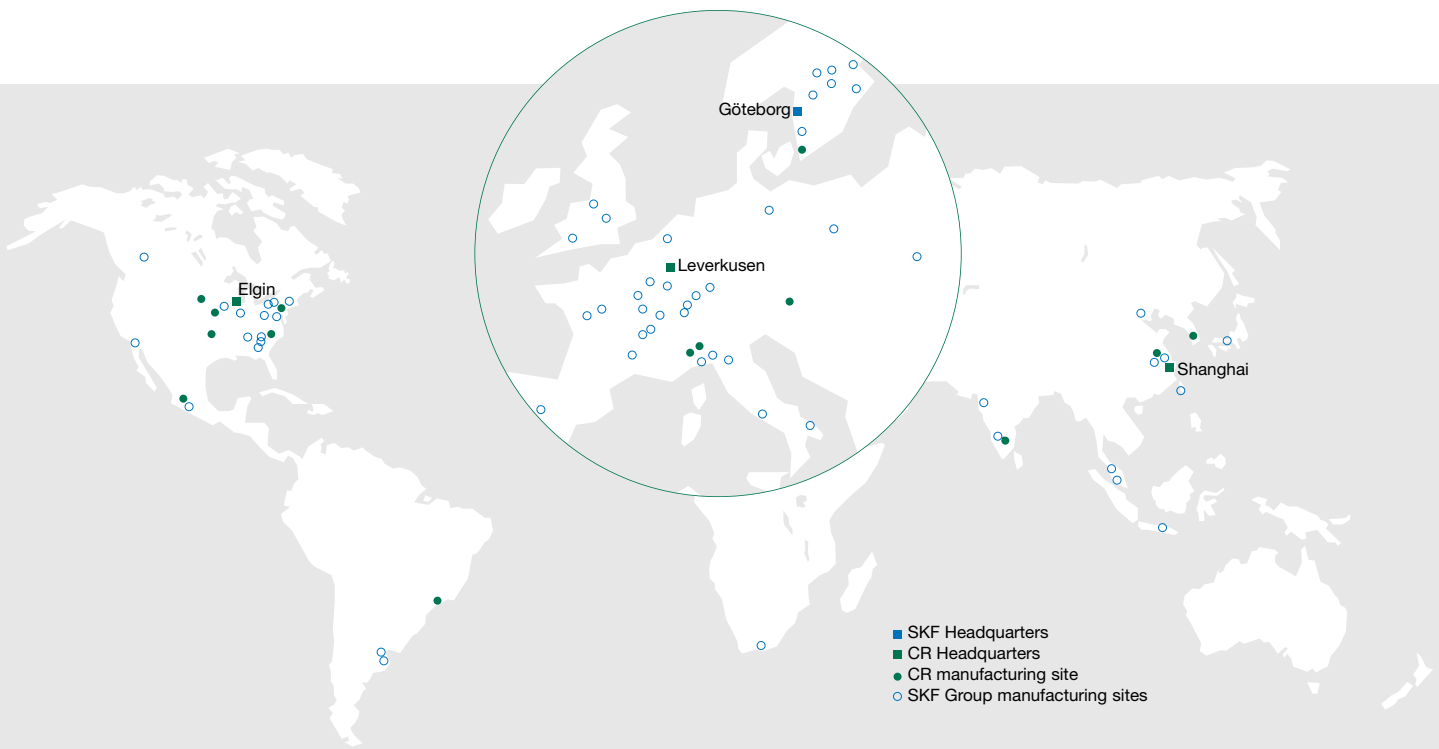 Göteborg
Leverkusen
Elgin
Shanghai
SKF Headquarters
CR Headquarters
CR manufacturing site
SKF Group manufacturing sites